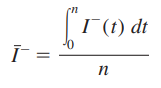 Ī⁻ = ∫₀ⁿ I⁻(t) dt / n